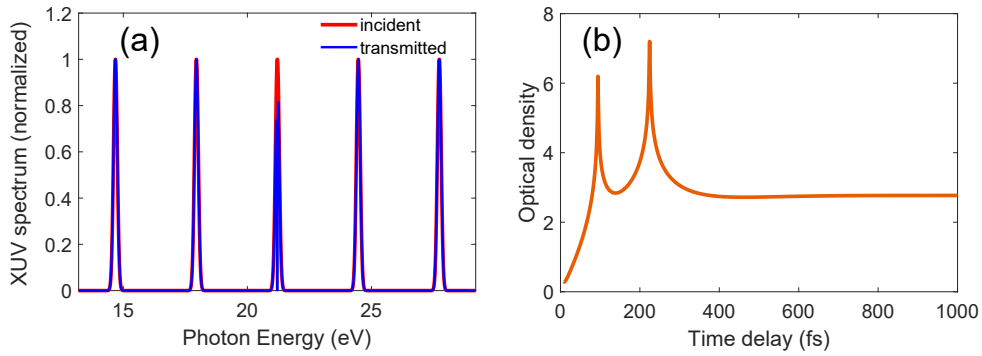 (a)
incident
transmitted
XUV spectrum (normalized)
1.2
1
0.8
0.6
0.4
0.2
0
15
20
25
Photon Energy (eV)
(b)
Optical density
8
6
4
2
0
0
200
400
600
800
1000
Time delay (fs)